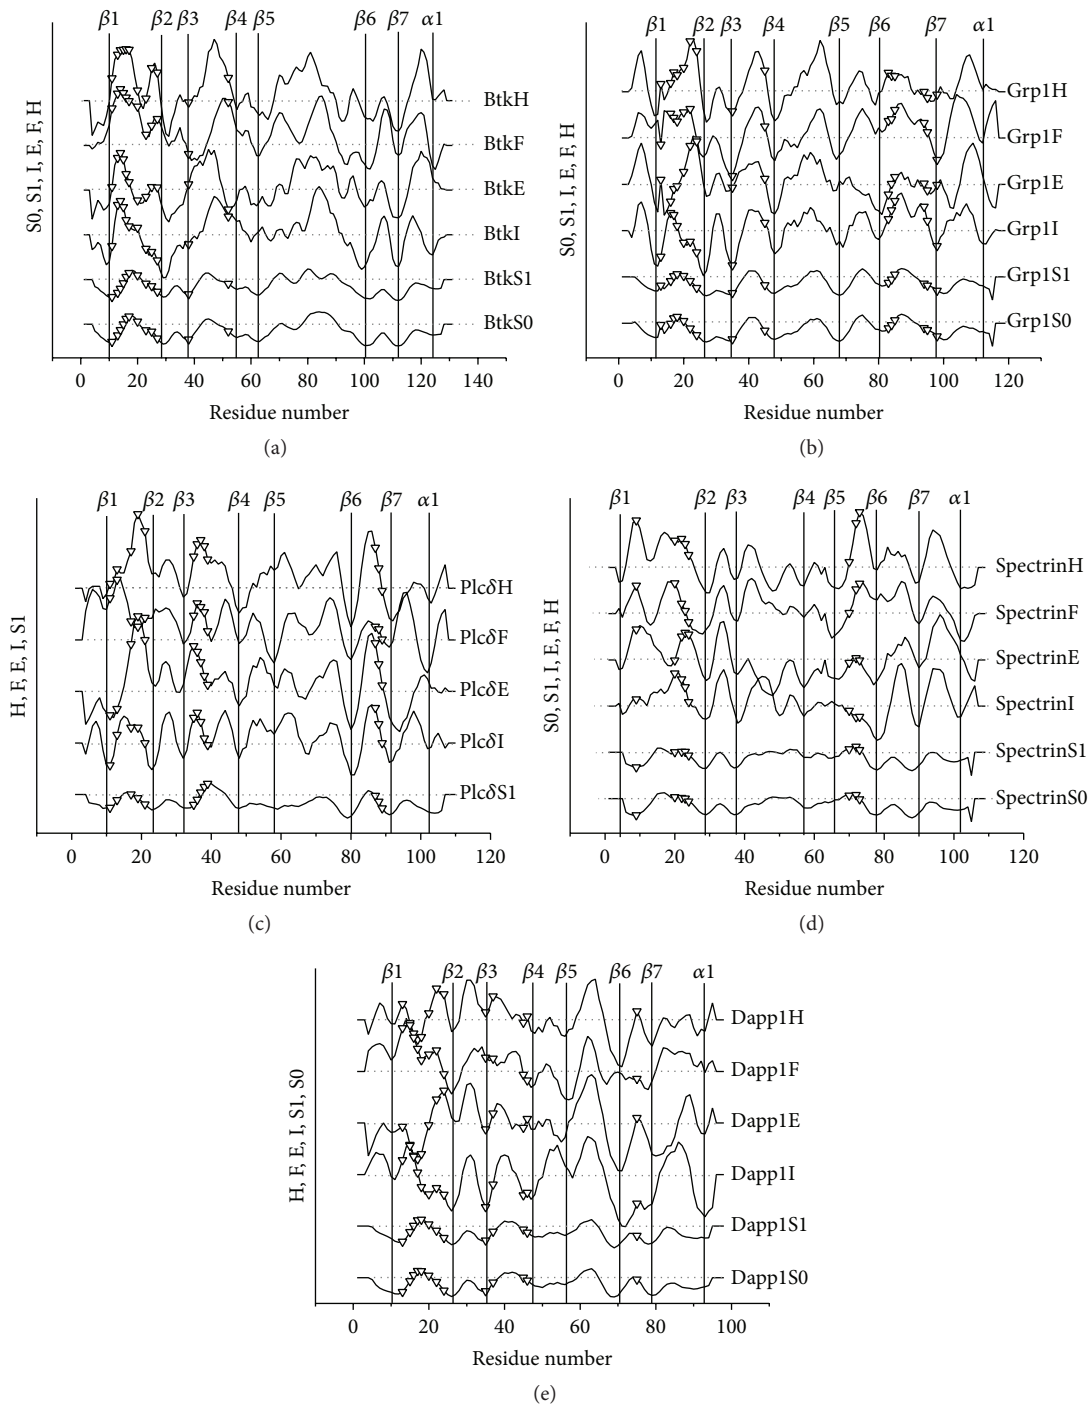 β1 β2 β3 β4 β5 β6 β7 α1
S0, S1, I, E, F, H
BtkH
BtkF
BtkE
BtkI
BtkS1
BtkS0
0 20 40 60 80 100 120 140
Residue number
(a)
β1 β2 β3 β4 β5 β6 β7 α1
S0, S1, I, E, F, H
Grp1H
Grp1F
Grp1E
Grp1I
Grp1S1
Grp1S0
0 20 40 60 80 100 120
Residue number
(b)
β1 β2 β3 β4 β5 β6 β7 α1
H, F, E, I, S1
PlcδH
PlcδF
PlcδE
PlcδI
PlcδS1
0 20 40 60 80 100 120
Residue number
(c)
β1 β2 β3 β4 β5 β6 β7 α1
S0, S1, I, E, F, H
SpectrinH
SpectrinF
SpectrinE
SpectrinI
SpectrinS1
SpectrinS0
0 20 40 60 80 100 120
Residue number
(d)
β1 β2 β3 β4 β5 β6 β7 α1
H, F, E, I, S1, S0
Dapp1H
Dapp1F
Dapp1E
Dapp1I
Dapp1S1
Dapp1S0
0 20 40 60 80 100
Residue number
(e)